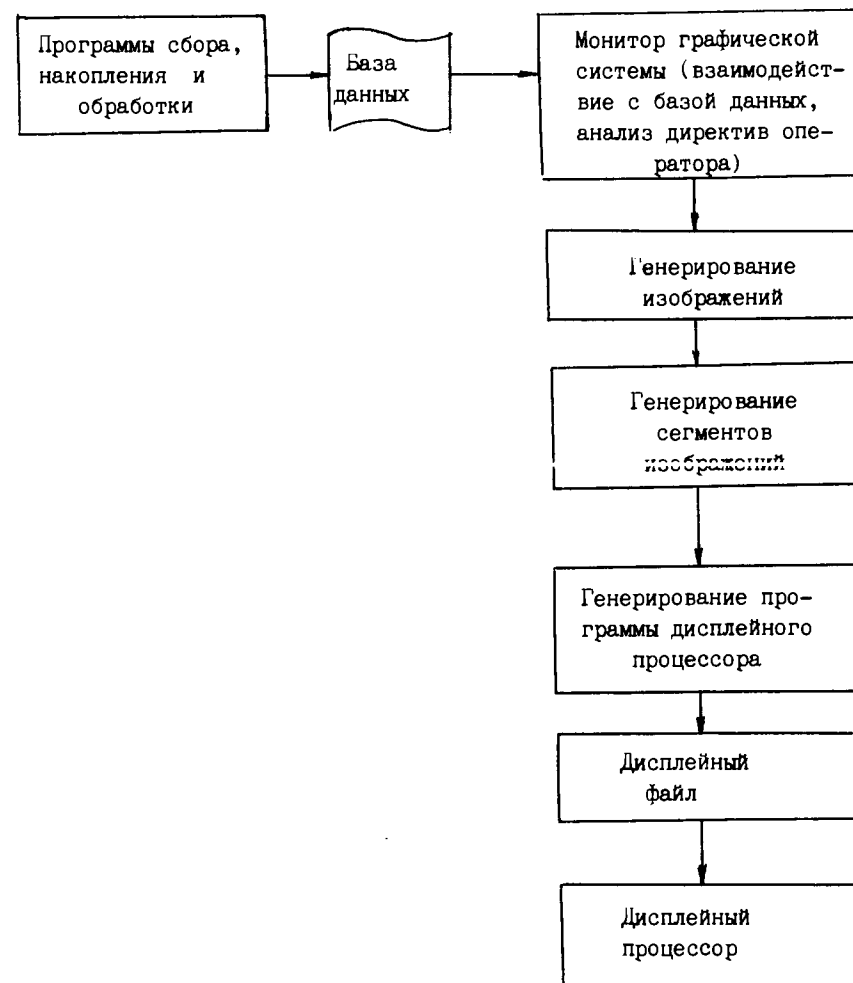 Программы сбора,
накопления и
обработки
База
данных
Монитор графической
системы (взаимодейст-
вие с базой данных,
анализ директив опе-
ратора)
Генерирование
изображений
Генерирование
сегментов
изображений
Генерирование про-
граммы дисплейного
процессора
Дисплейный
файл
Дисплейный
процессор